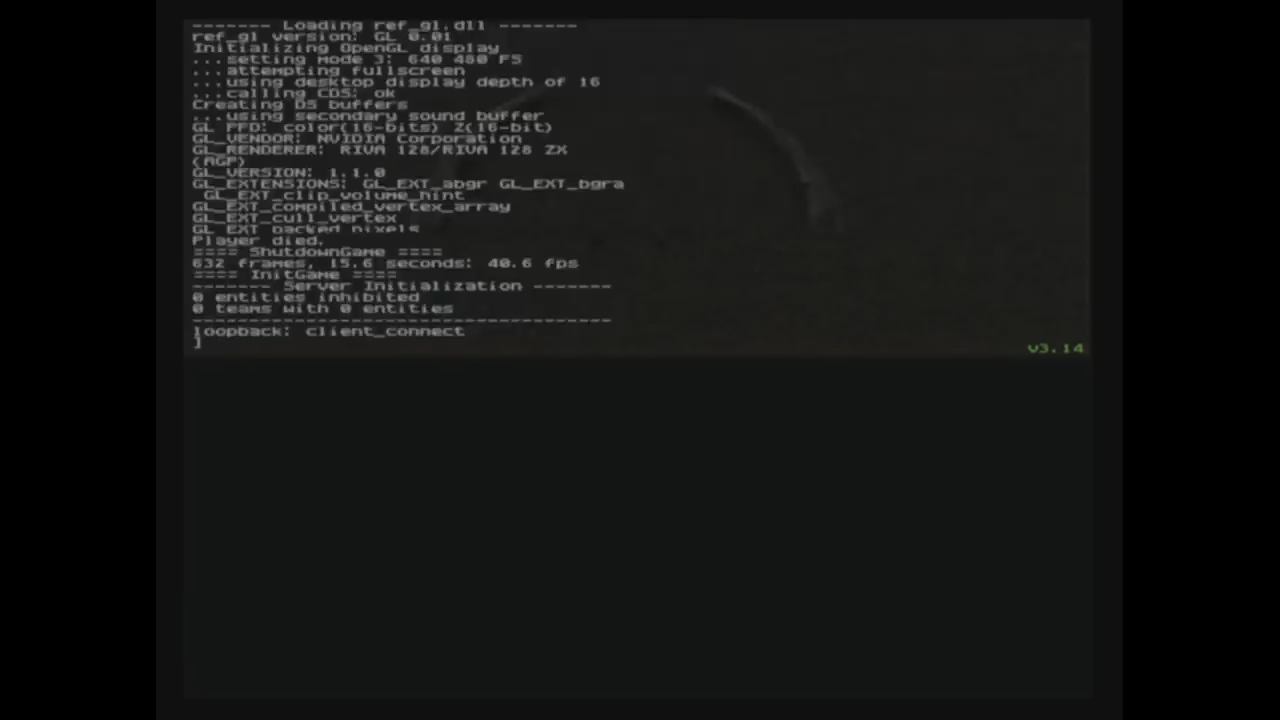 ------- Loading ref_gl.dll -------
ref_gl version: GL 0.01
Initializing OpenGL display
...setting mode 3: 640 480 FS
...attempting fullscreen
...using desktop display depth of 16
...calling CDS: ok
Creating DS buffers
...using secondary sound buffer
GL_PFD: color(16-bits) Z(16-bit)
GL_VENDOR: NVIDIA Corporation
GL_RENDERER: RIVA 128/RIVA 128 ZX
(AGP)
GL_VERSION: 1.1.0
GL_EXTENSIONS: GL_EXT_abgr GL_EXT_bgra
GL_EXT_clip_volume_hint
GL_EXT_compiled_vertex_array
GL_EXT_cull_vertex
GL_EXT_packed_pixels
Player died.
==== ShutdownGame ====
632 frames, 15.6 seconds: 40.6 fps
==== InitGame ====
------- Server Initialization -------
0 entities inhibited
0 teams with 0 entities
-------------------------------------
loopback: client_connect
]
v3.14